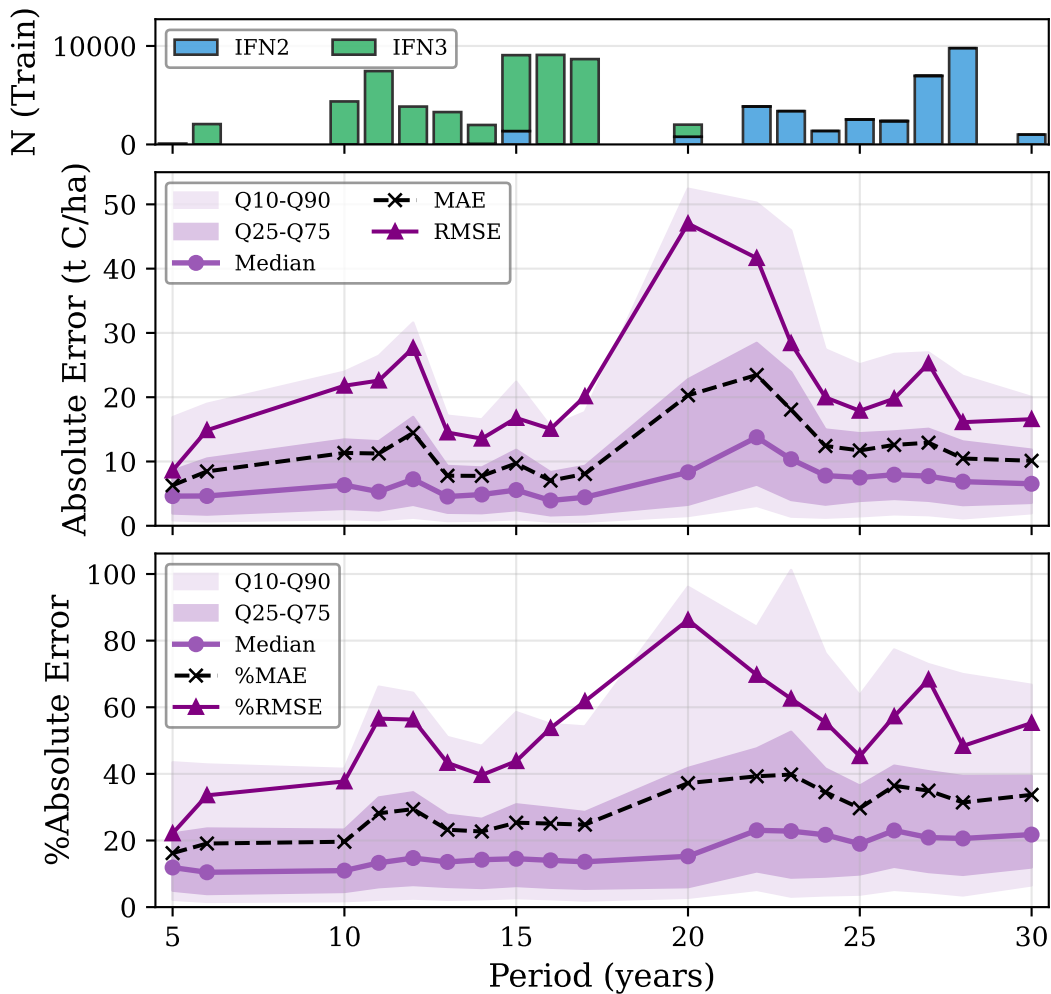 N (Train)
10000
0
IFN2 IFN3
Absolute Error (t C/ha)
50
40
30
20
10
0
Q10-Q90 MAE
Q25-Q75 RMSE
Median
%Absolute Error
100
80
60
40
20
0
Q10-Q90
Q25-Q75
Median
%MAE
%RMSE
5 10 15 20 25 30
Period (years)